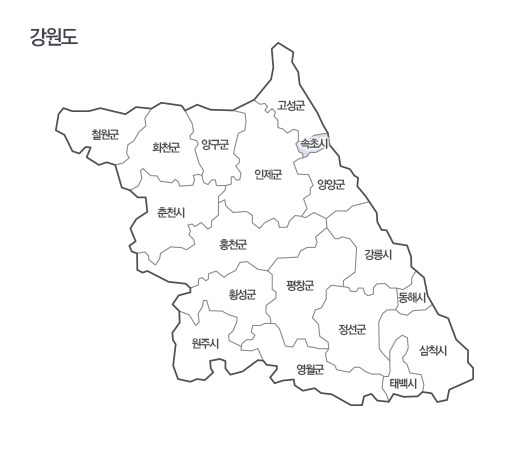 강원도
고성군
철원군
화천군
양구군
속초시
인제군
양양군
춘천시
홍천군
강릉시
평창군
횡성군
동해시
정선군
원주시
삼척시
영월군
태백시